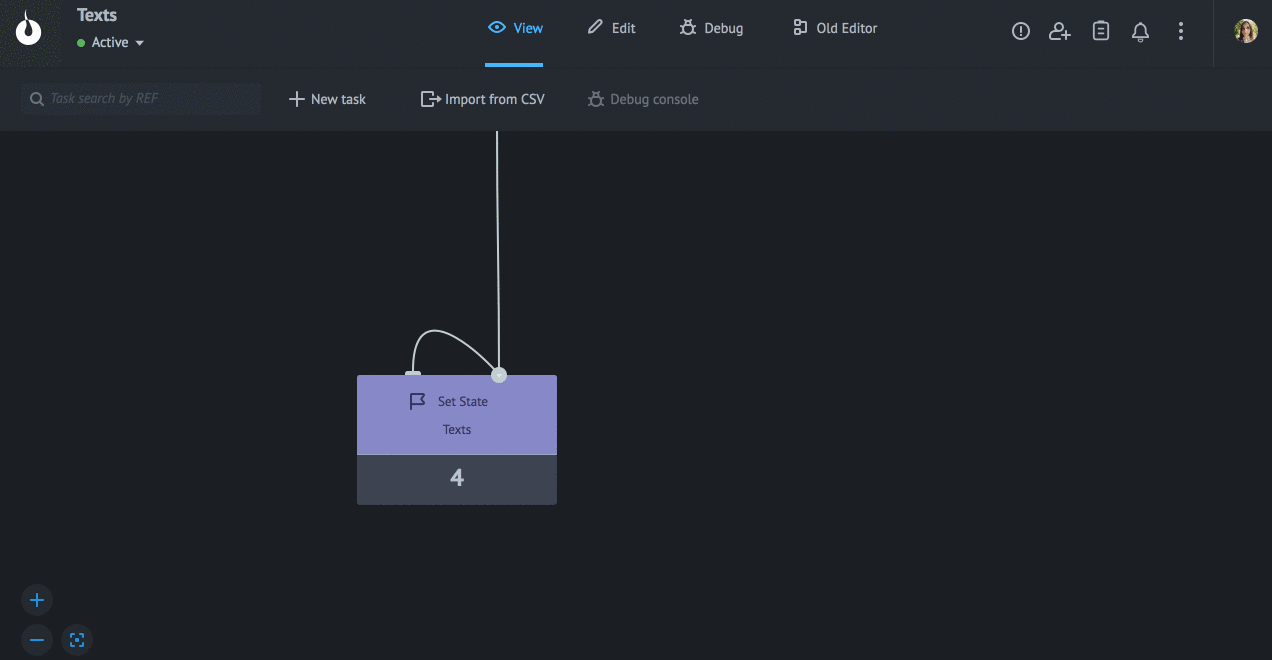 Texts
Active
View
Edit
Debug
Old Editor
Task search by REF
New task
Import from CSV
Debug console
Set State
Texts
4